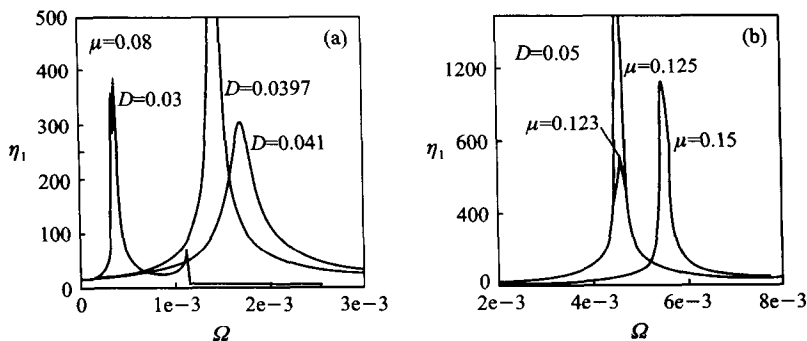 500
400
300
200
100
0
η₁
μ=0.08
(a)
D=0.03
D=0.0397
D=0.041
0
1e-3
2e-3
3e-3
Ω
1200
600
400
0
η₁
D=0.05
(b)
μ=0.125
μ=0.123
μ=0.15
2e-3
4e-3
6e-3
8e-3
Ω